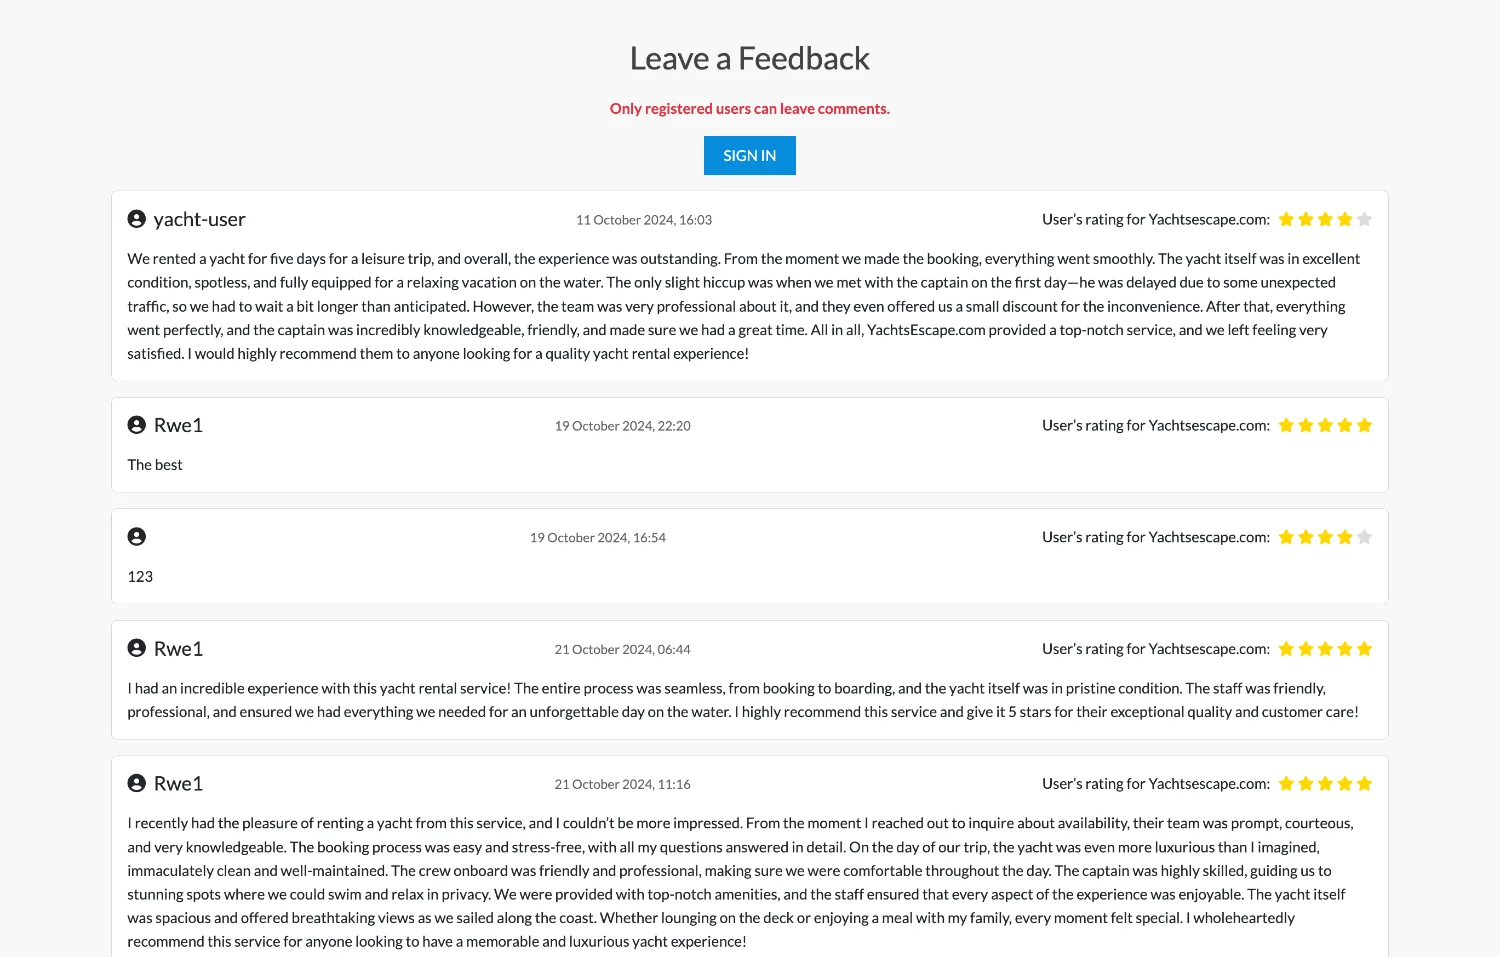 Leave a Feedback
Only registered users can leave comments.
SIGN IN
yacht-user
11 October 2024, 16:03
User's rating for Yachtsescape.com:
We rented a yacht for five days for a leisure trip, and overall, the experience was outstanding. From the moment we made the booking, everything went smoothly. The yacht itself was in excellent
condition, spotless, and fully equipped for a relaxing vacation on the water. The only slight hiccup was when we met with the captain on the first day—he was delayed due to some unexpected
traffic, so we had to wait a bit longer than anticipated. However, the team was very professional about it, and they even offered us a small discount for the inconvenience. After that, everything
went perfectly, and the captain was incredibly knowledgeable, friendly, and made sure we had a great time. All in all, YachtsEscape.com provided a top-notch service, and we left feeling very
satisfied. I would highly recommend them to anyone looking for a quality yacht rental experience!
Rwe1
19 October 2024, 22:20
User's rating for Yachtsescape.com:
The best
19 October 2024, 16:54
User's rating for Yachtsescape.com:
123
Rwe1
21 October 2024, 06:44
User's rating for Yachtsescape.com:
I had an incredible experience with this yacht rental service! The entire process was seamless, from booking to boarding, and the yacht itself was in pristine condition. The staff was friendly,
professional, and ensured we had everything we needed for an unforgettable day on the water. I highly recommend this service and give it 5 stars for their exceptional quality and customer care!
Rwe1
21 October 2024, 11:16
User's rating for Yachtsescape.com:
I recently had the pleasure of renting a yacht from this service, and I couldn't be more impressed. From the moment I reached out to inquire about availability, their team was prompt, courteous,
and very knowledgeable. The booking process was easy and stress-free, with all my questions answered in detail. On the day of our trip, the yacht was even more luxurious than I imagined,
immaculately clean and well-maintained. The crew onboard was friendly and professional, making sure we were comfortable throughout the day. The captain was highly skilled, guiding us to
stunning spots where we could swim and relax in privacy. We were provided with top-notch amenities, and the staff ensured that every aspect of the experience was enjoyable. The yacht itself
was spacious and offered breathtaking views as we sailed along the coast. Whether lounging on the deck or enjoying a meal with my family, every moment felt special. I wholeheartedly
recommend this service for anyone looking to have a memorable and luxurious yacht experience!